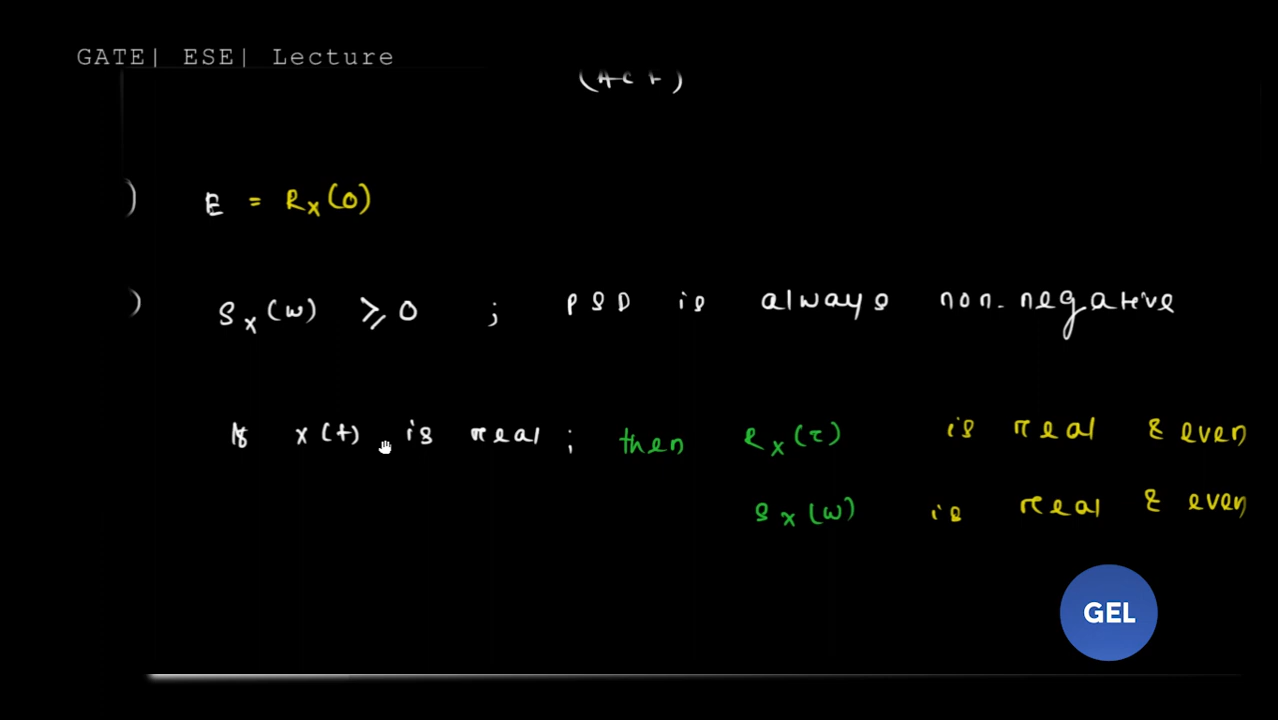 GATE| ESE| Lecture
(ACF)
) E = Rx(0)
) Sx(ω) ⩾ 0 ; PSD is always non-negative
If x(t) is real ; then Rx(τ) is real & even
Sx(ω) is real & even
GEL